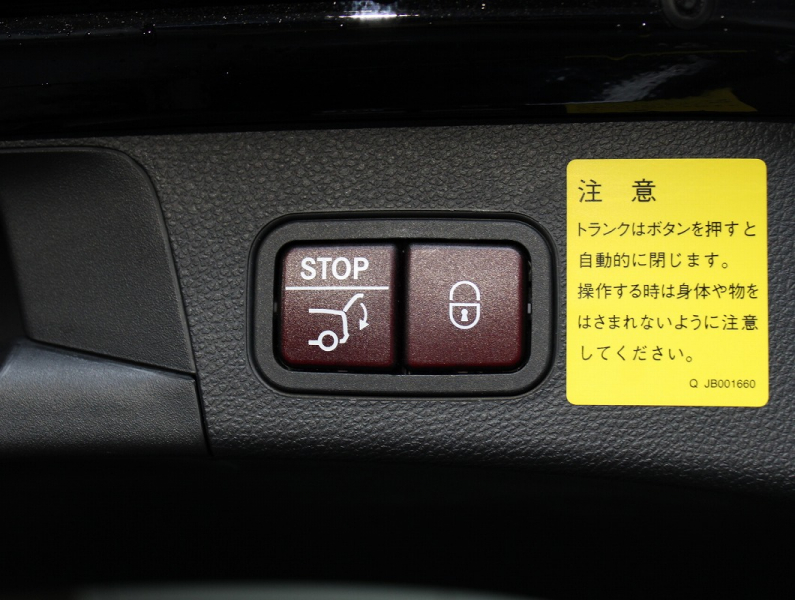 STOP
注 意
トランクはボタンを押すと
自動的に閉じます。
操作する時は身体や物を
はさまれないように注意
してください。
Q JB001660